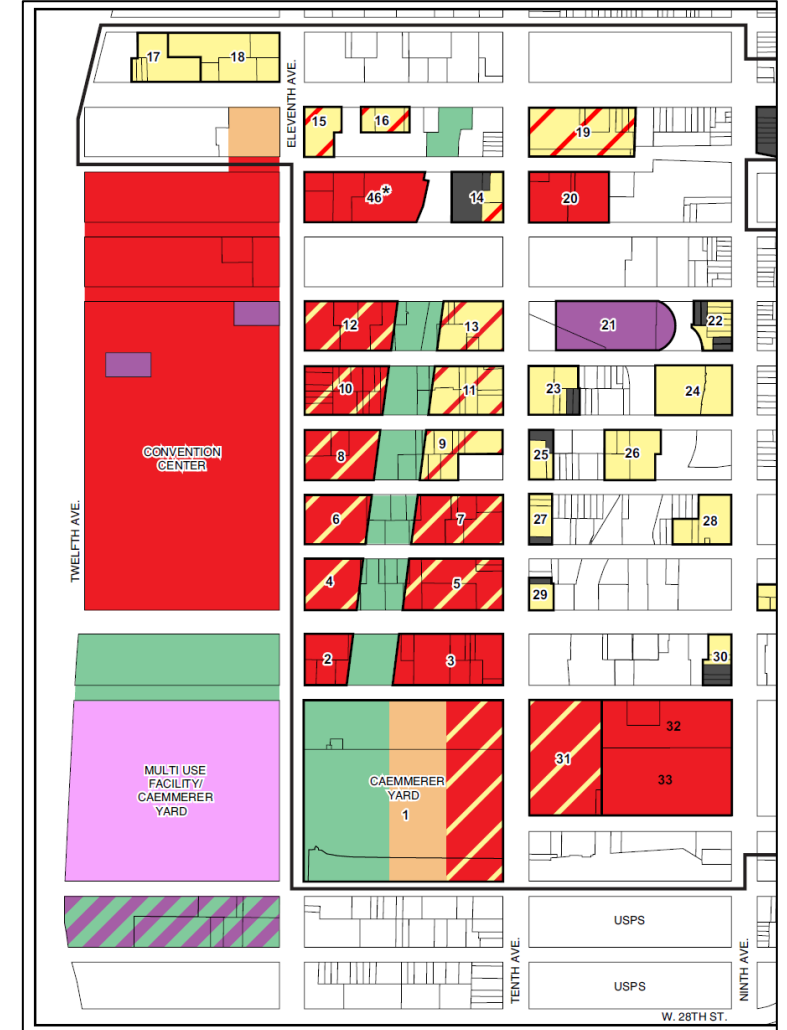 17
18
ELEVENTH AVE.
15
16
19
46*
14
20
12
13
21
22
10
11
23
24
CONVENTION
CENTER
8
9
25
26
TWELFTH AVE.
6
7
27
28
4
5
29
2
3
30
MULTI USE
FACILITY/
CAEMMERER
YARD
CAEMMERER
YARD
1
31
32
33
TENTH AVE.
USPS
NINTH AVE.
USPS
W. 28TH ST.